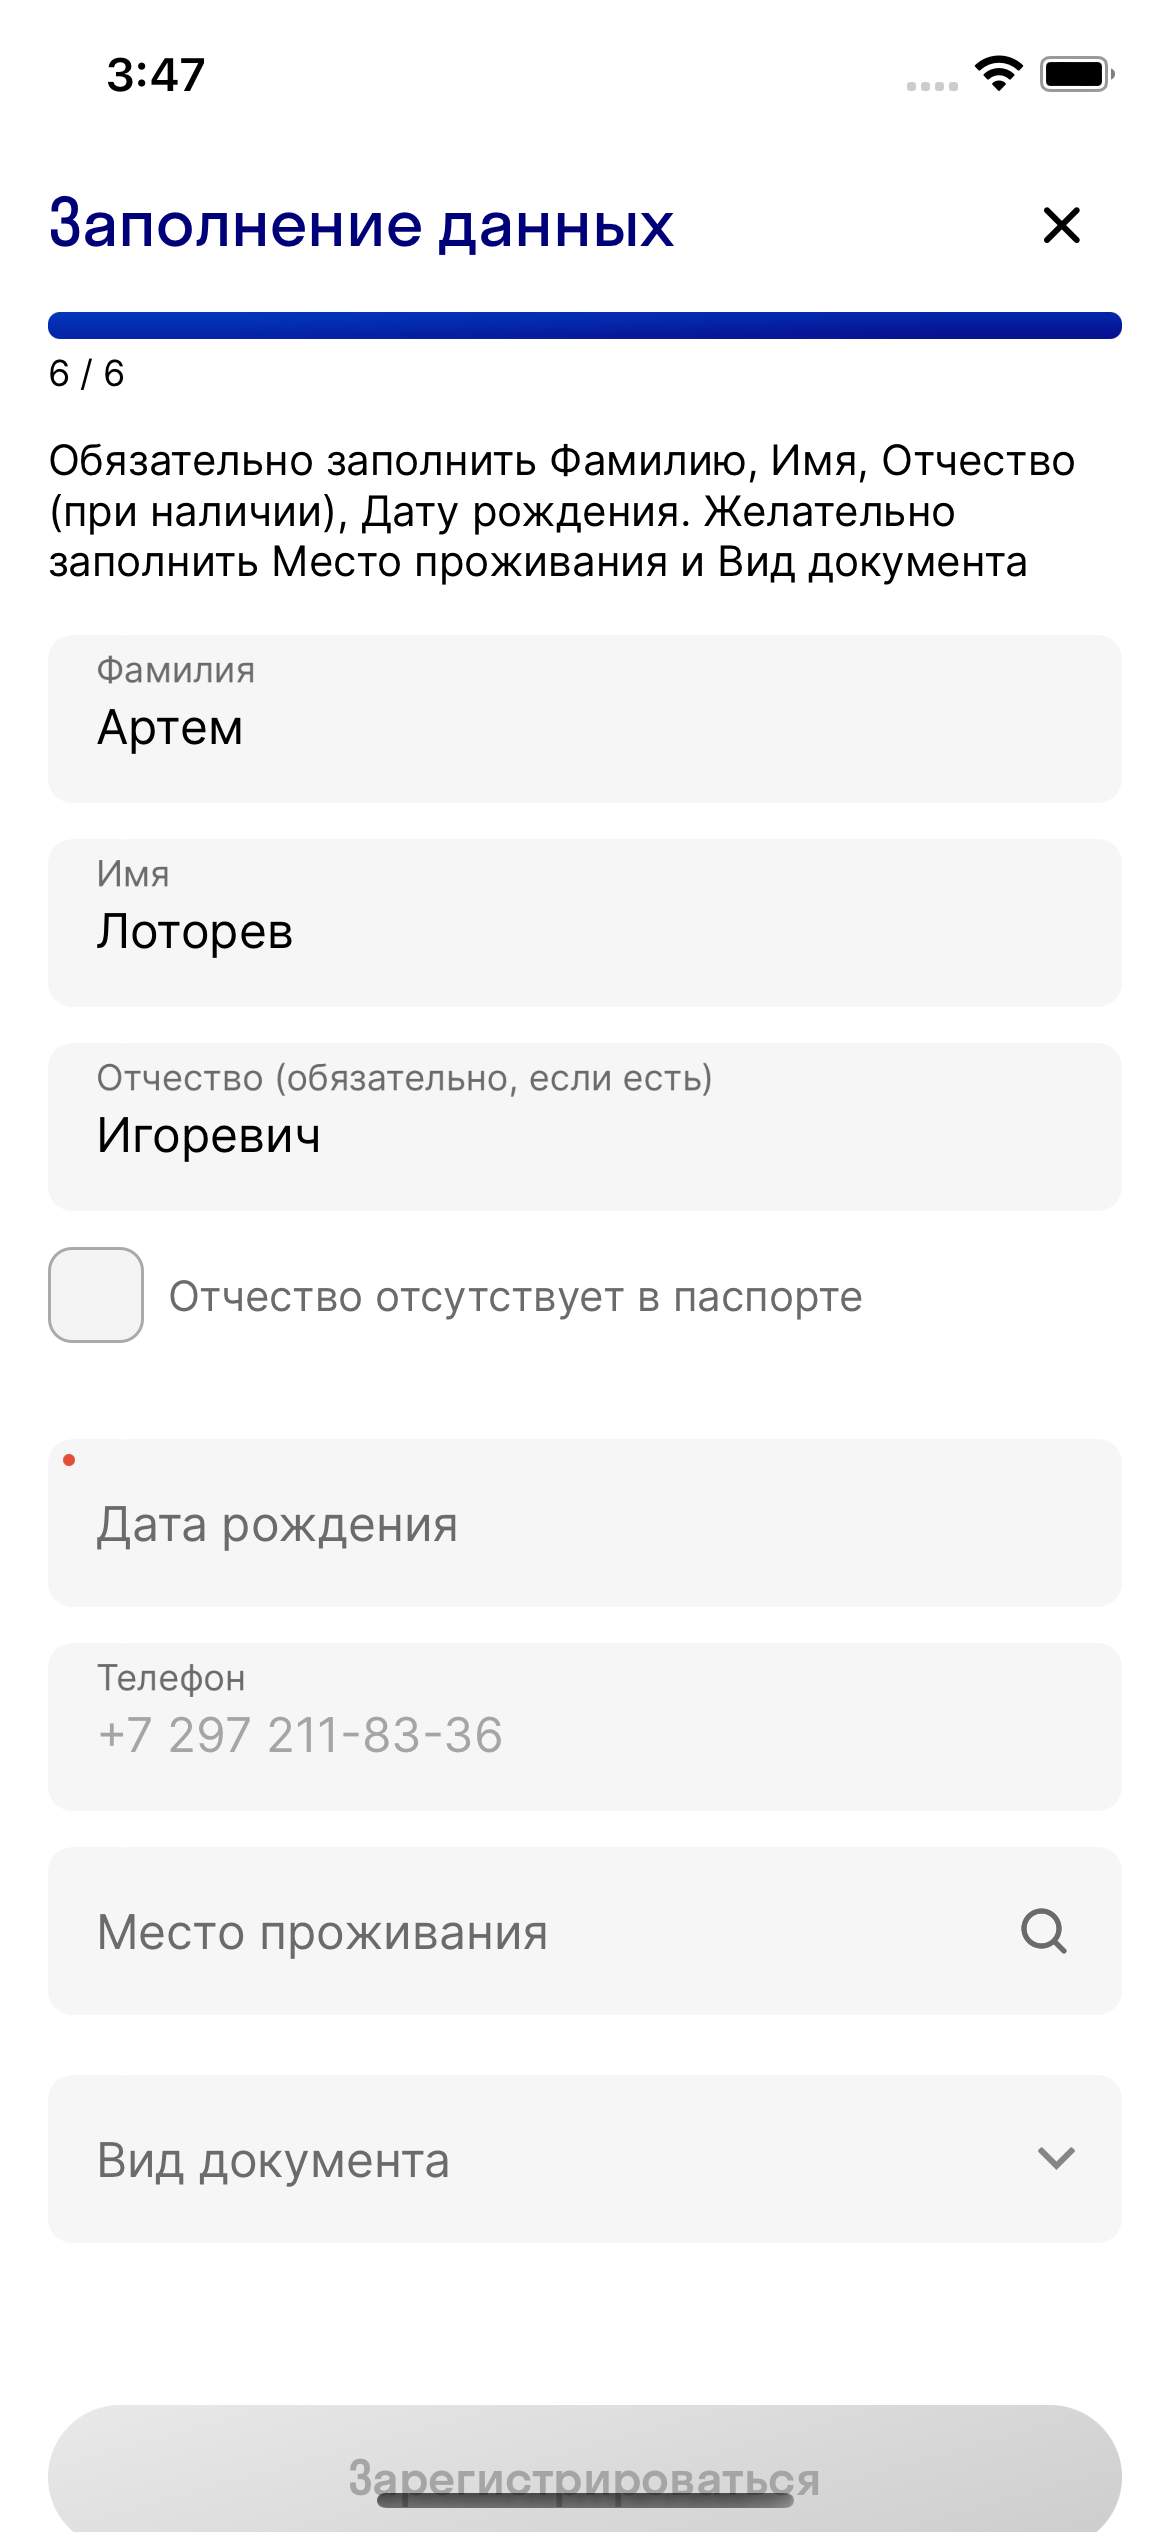 3:47
Заполнение данных
6 / 6
Обязательно заполнить Фамилию, Имя, Отчество
(при наличии), Дату рождения. Желательно
заполнить Место проживания и Вид документа
Фамилия
Артем
Имя
Лоторев
Отчество (обязательно, если есть)
Игоревич
Отчество отсутствует в паспорте
Дата рождения
Телефон
+7 297 211-83-36
Место проживания
Вид документа
Зарегистрироваться